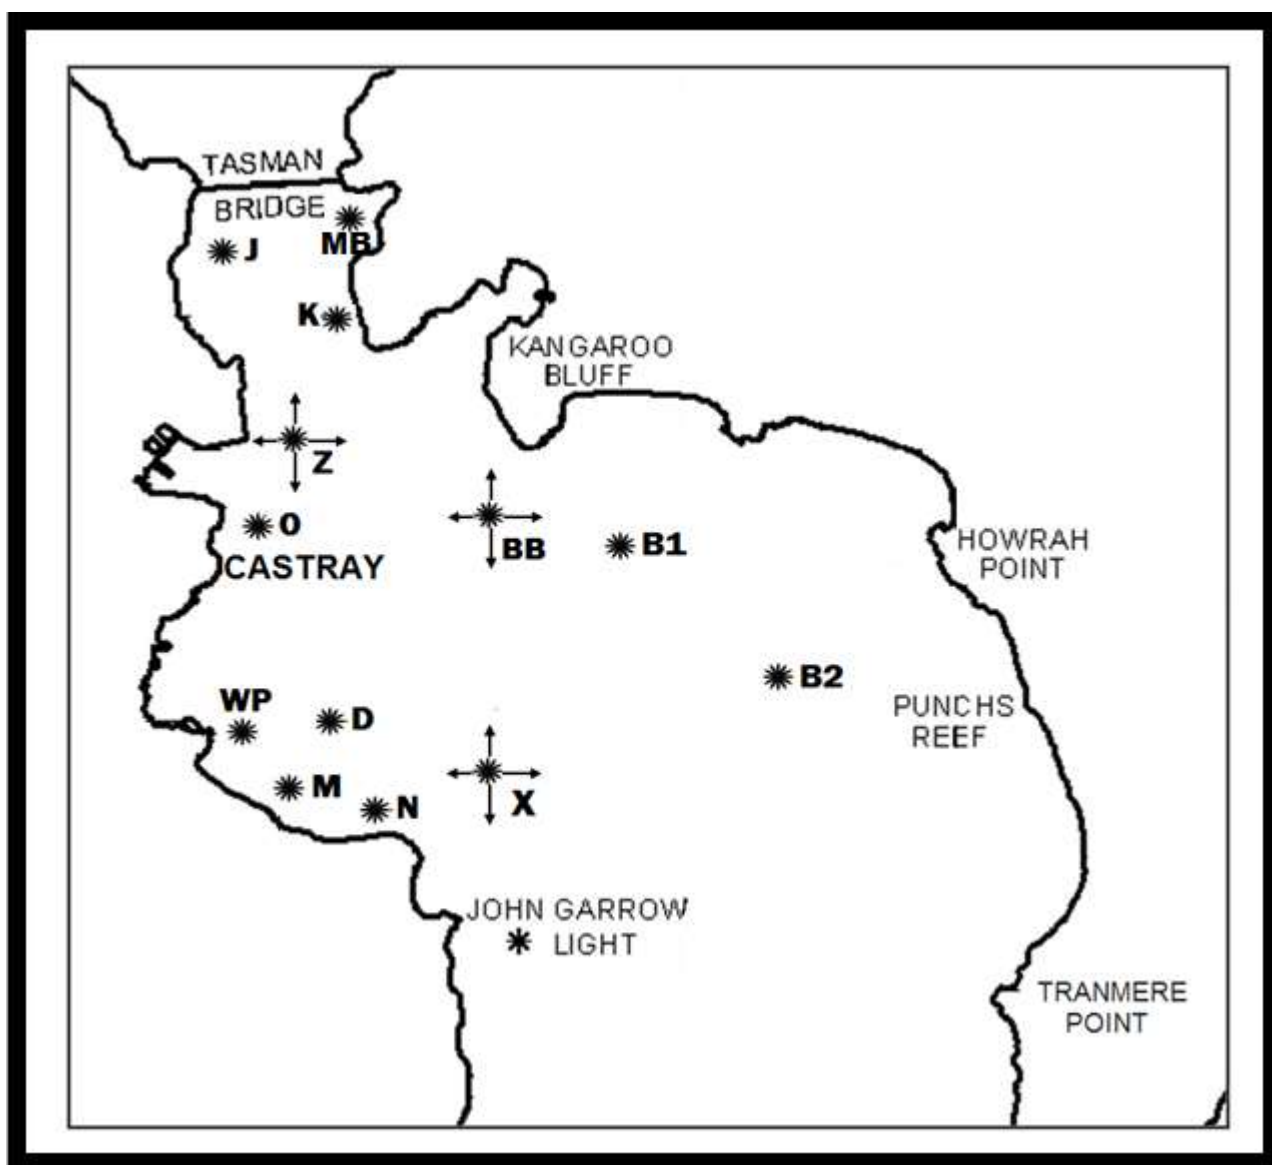 TASMAN
BRIDGE
J
MB
K
KANGAROO
BLUFF
Z
O
CASTRAY
BB
B1
HOWRAH
POINT
WP
D
B2
PUNCHS
REEF
M
N
X
JOHN GARROW
LIGHT
TRANMERE
POINT